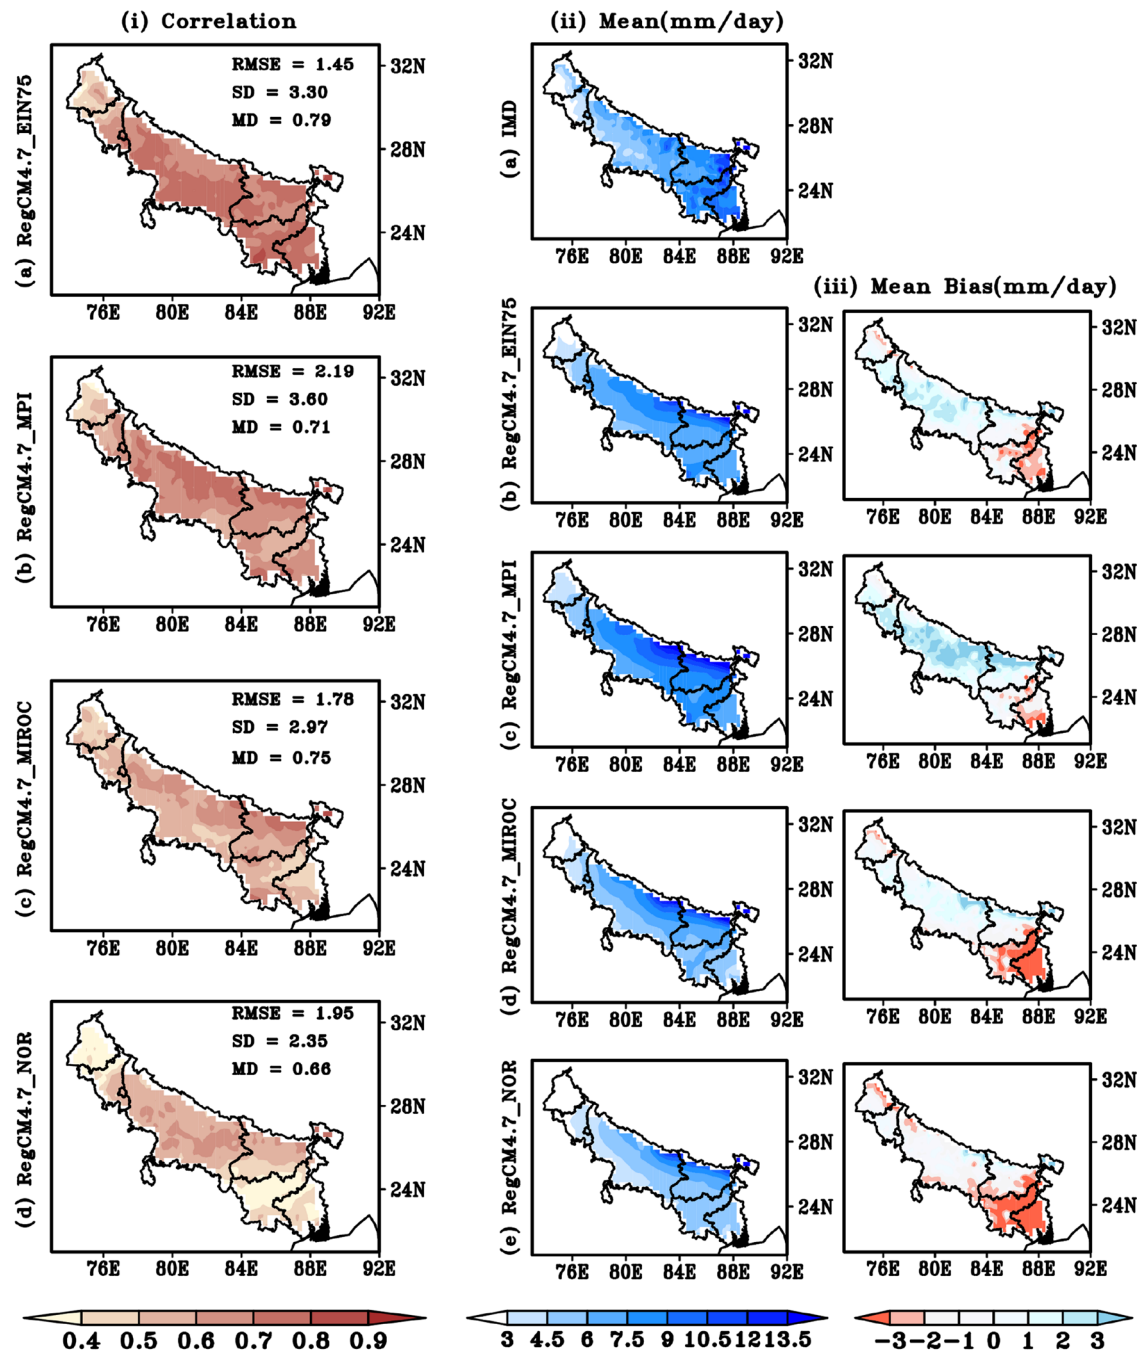 (i) Correlation
(a) RegCM4.7_EIN75
RMSE = 1.45
SD = 3.30
MD = 0.79
32N
28N
24N
76E 80E 84E 88E 92E
(b) RegCM4.7_MPI
RMSE = 2.19
SD = 3.60
MD = 0.71
32N
28N
24N
76E 80E 84E 88E 92E
(c) RegCM4.7_MIROC
RMSE = 1.78
SD = 2.97
MD = 0.75
32N
28N
24N
76E 80E 84E 88E 92E
(d) RegCM4.7_NOR
RMSE = 1.95
SD = 2.35
MD = 0.66
32N
28N
24N
76E 80E 84E 88E 92E
0.4 0.5 0.6 0.7 0.8 0.9
(ii) Mean(mm/day)
(a) IMD
32N
28N
24N
76E 80E 84E 88E 92E
(b) RegCM4.7_EIN75
32N
28N
24N
76E 80E 84E 88E 92E
(c) RegCM4.7_MPI
32N
28N
24N
76E 80E 84E 88E 92E
(d) RegCM4.7_MIROC
32N
28N
24N
76E 80E 84E 88E 92E
(e) RegCM4.7_NOR
32N
28N
24N
76E 80E 84E 88E 92E
3 4.5 6 7.5 9 10.5 12 13.5
(iii) Mean Bias(mm/day)
32N
28N
24N
76E 80E 84E 88E 92E
32N
28N
24N
76E 80E 84E 88E 92E
32N
28N
24N
76E 80E 84E 88E 92E
32N
28N
24N
76E 80E 84E 88E 92E
-3 -2 -1 0 1 2 3